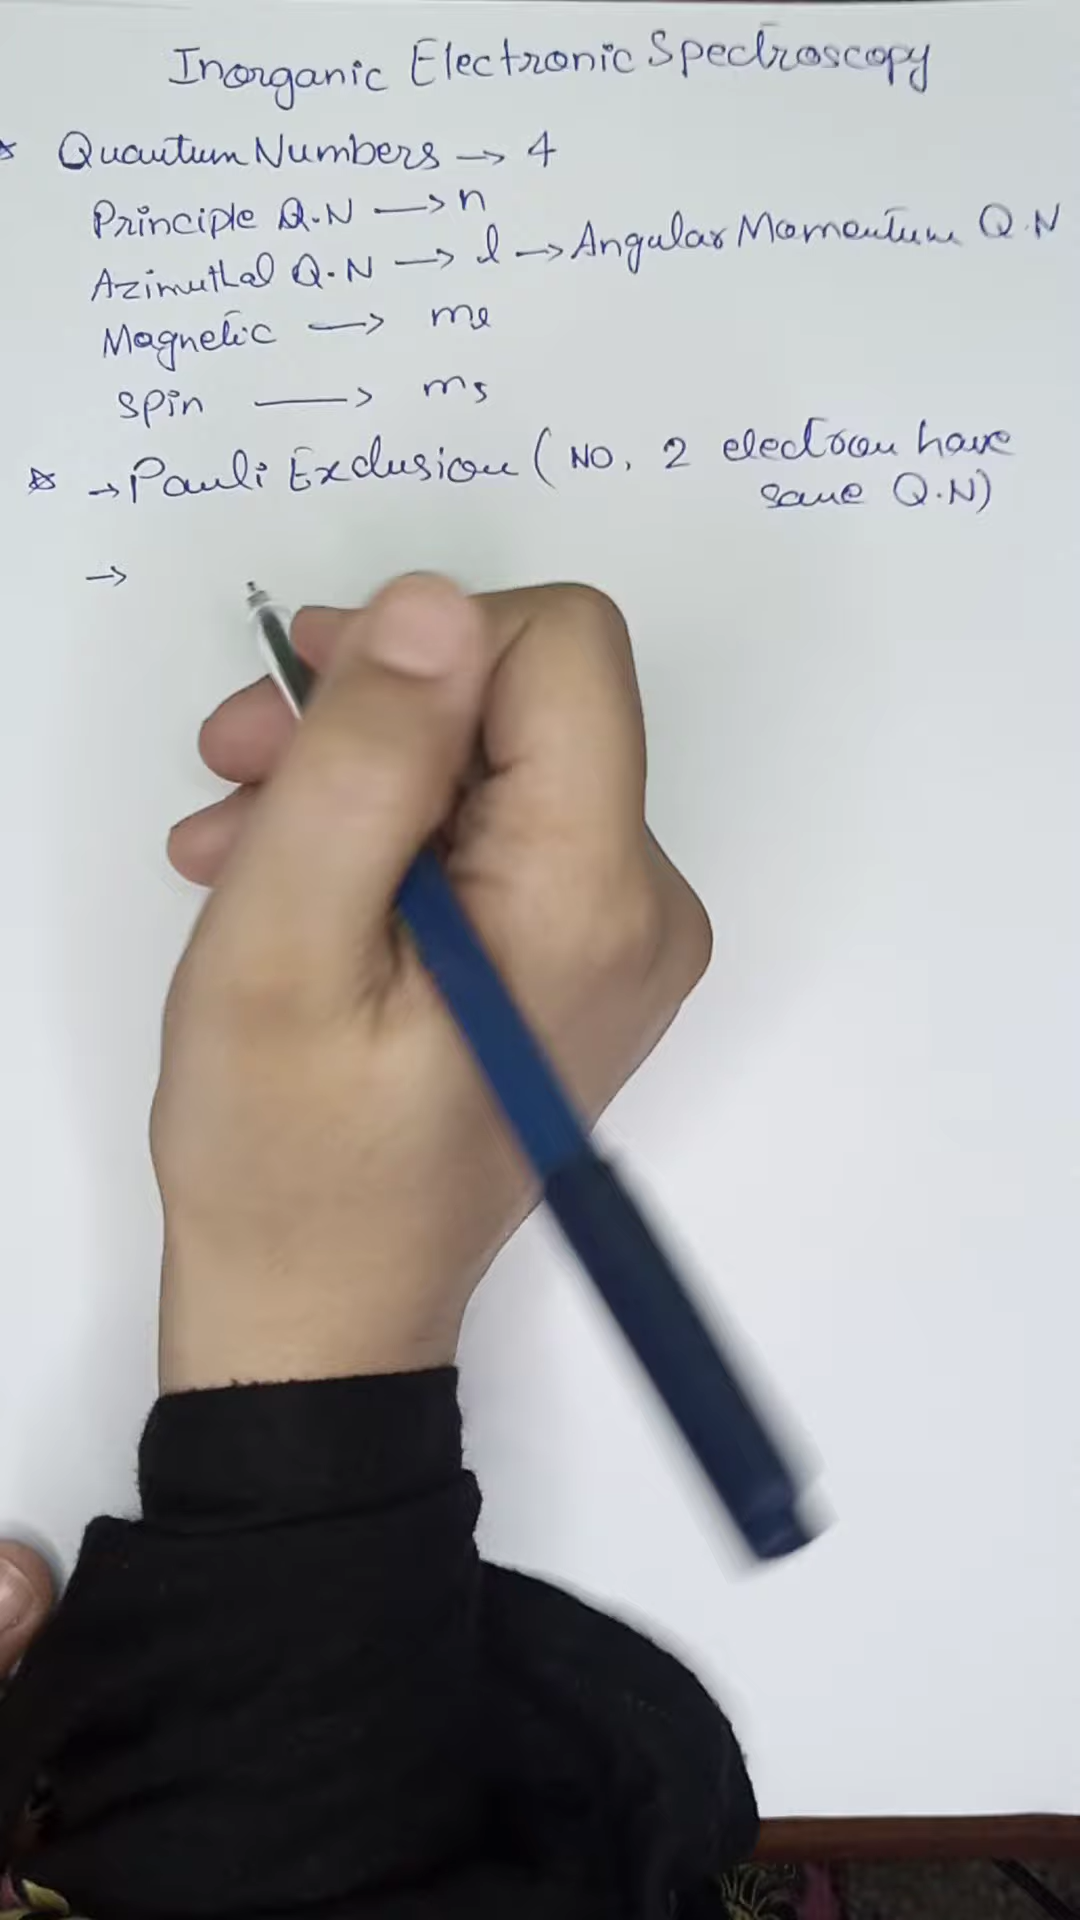 Inorganic Electronic Spectroscopy
☆ Quantum Numbers → 4
Principle Q.N → n
Azimuthal Q.N → l → Angular Momentum Q.N
Magnetic → ml
Spin → ms
☆ → Pauli Exclusion (NO. 2 electron have
same Q.N)
→